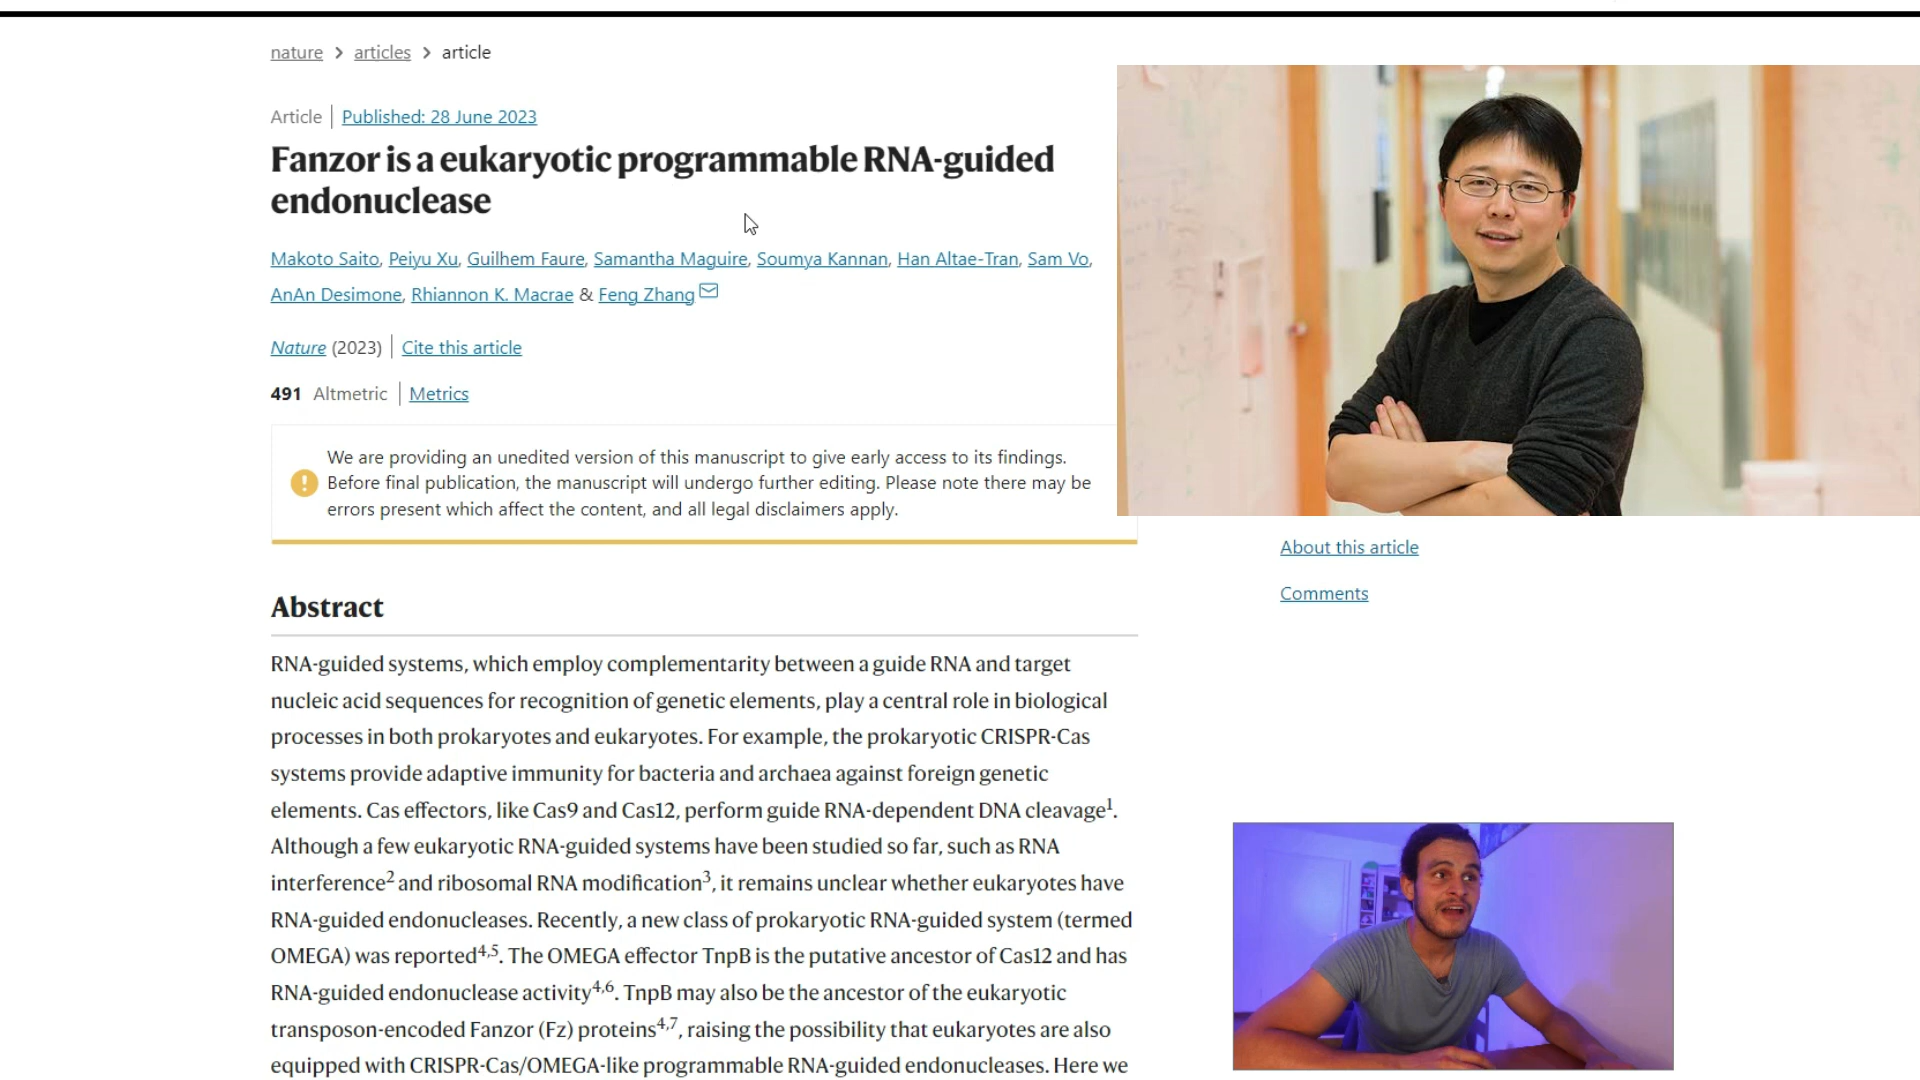 nature > articles > article
Article | Published: 28 June 2023
Fanzor is a eukaryotic programmable RNA-guided
endonuclease
Makoto Saito, Peiyu Xu, Guilhem Faure, Samantha Maguire, Soumya Kannan, Han Altae-Tran, Sam Vo,
AnAn Desimone, Rhiannon K. Macrae & Feng Zhang
Nature (2023) | Cite this article
491 Altmetric | Metrics
We are providing an unedited version of this manuscript to give early access to its findings.
Before final publication, the manuscript will undergo further editing. Please note there may be
errors present which affect the content, and all legal disclaimers apply.
About this article
Comments
Abstract
RNA-guided systems, which employ complementarity between a guide RNA and target
nucleic acid sequences for recognition of genetic elements, play a central role in biological
processes in both prokaryotes and eukaryotes. For example, the prokaryotic CRISPR-Cas
systems provide adaptive immunity for bacteria and archaea against foreign genetic
elements. Cas effectors, like Cas9 and Cas12, perform guide RNA-dependent DNA cleavage1.
Although a few eukaryotic RNA-guided systems have been studied so far, such as RNA
interference2 and ribosomal RNA modification3, it remains unclear whether eukaryotes have
RNA-guided endonucleases. Recently, a new class of prokaryotic RNA-guided system (termed
OMEGA) was reported4,5. The OMEGA effector TnpB is the putative ancestor of Cas12 and has
RNA-guided endonuclease activity4,6. TnpB may also be the ancestor of the eukaryotic
transposon-encoded Fanzor (Fz) proteins4,7, raising the possibility that eukaryotes are also
equipped with CRISPR-Cas/OMEGA-like programmable RNA-guided endonucleases. Here we